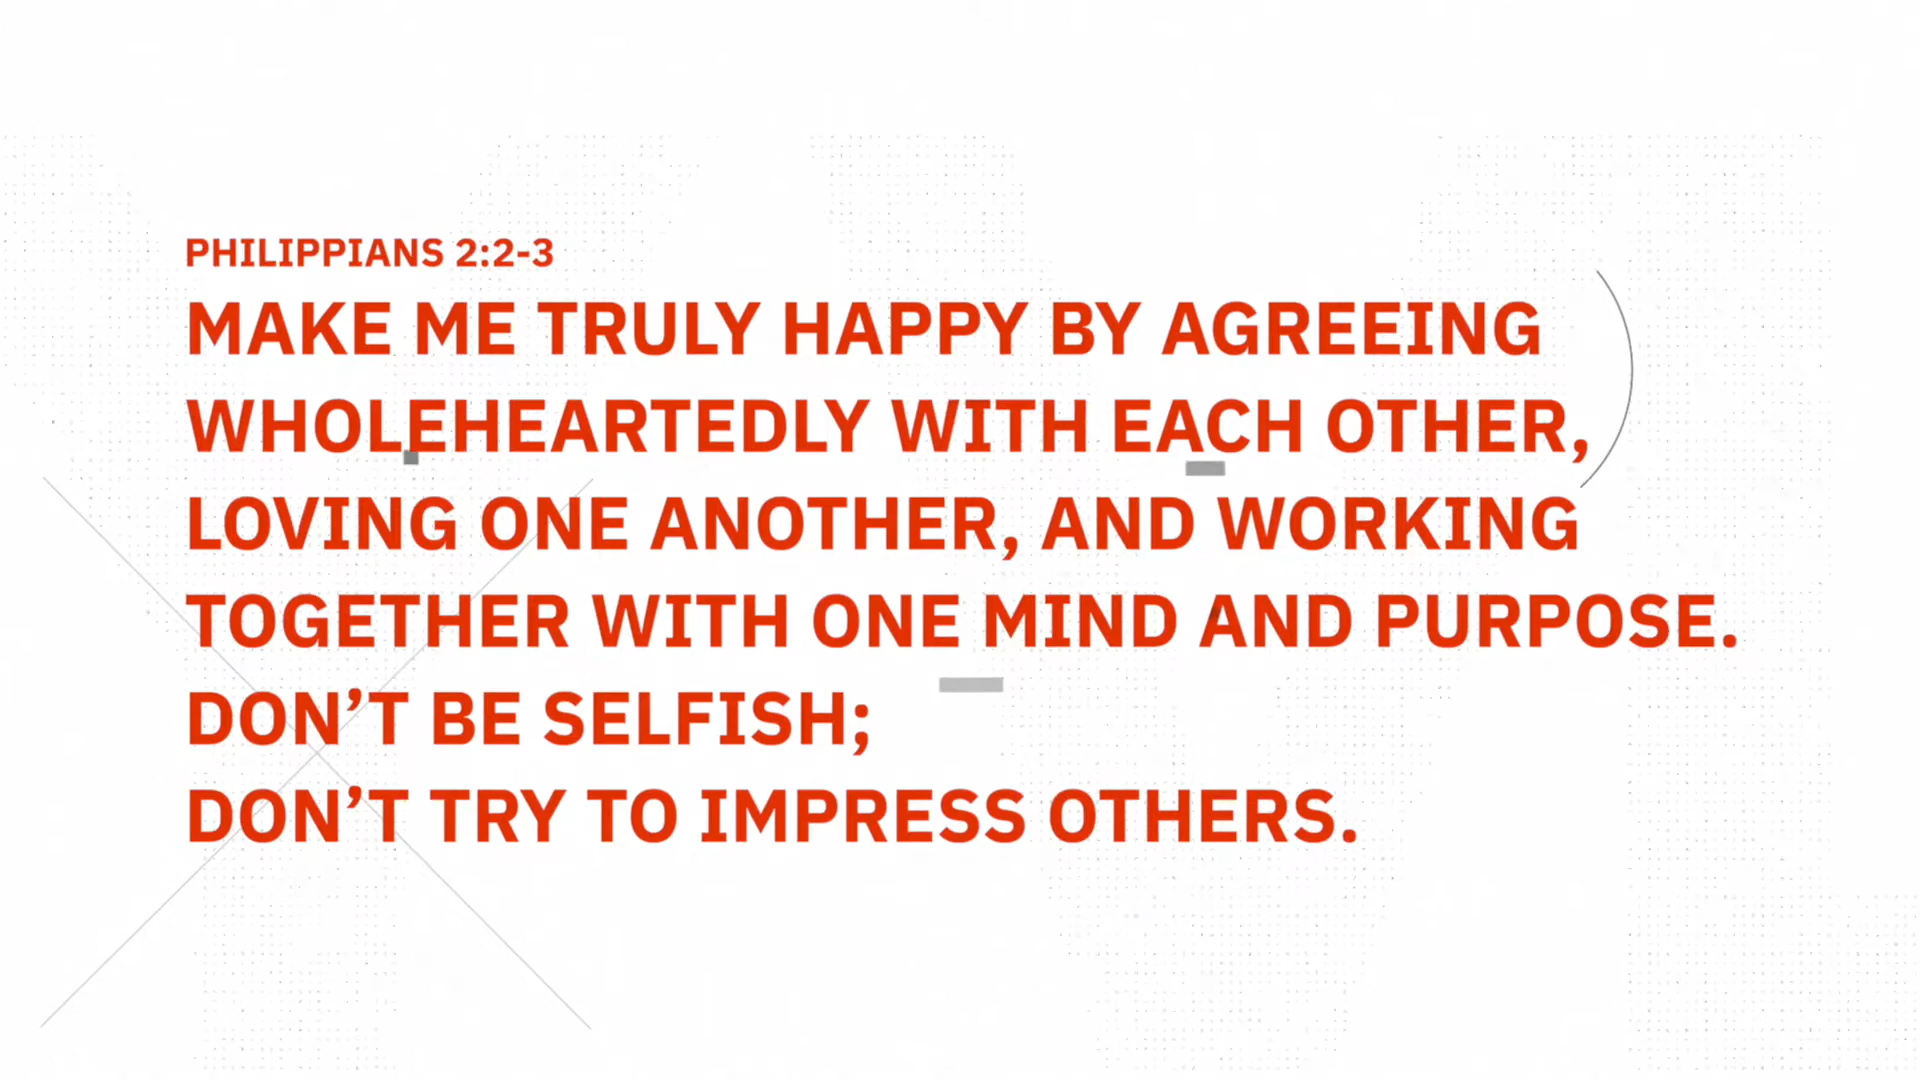 PHILIPPIANS 2:2-3
MAKE ME TRULY HAPPY BY AGREEING
WHOLEHEARTEDLY WITH EACH OTHER,
LOVING ONE ANOTHER, AND WORKING
TOGETHER WITH ONE MIND AND PURPOSE.
DON’T BE SELFISH;
DON’T TRY TO IMPRESS OTHERS.